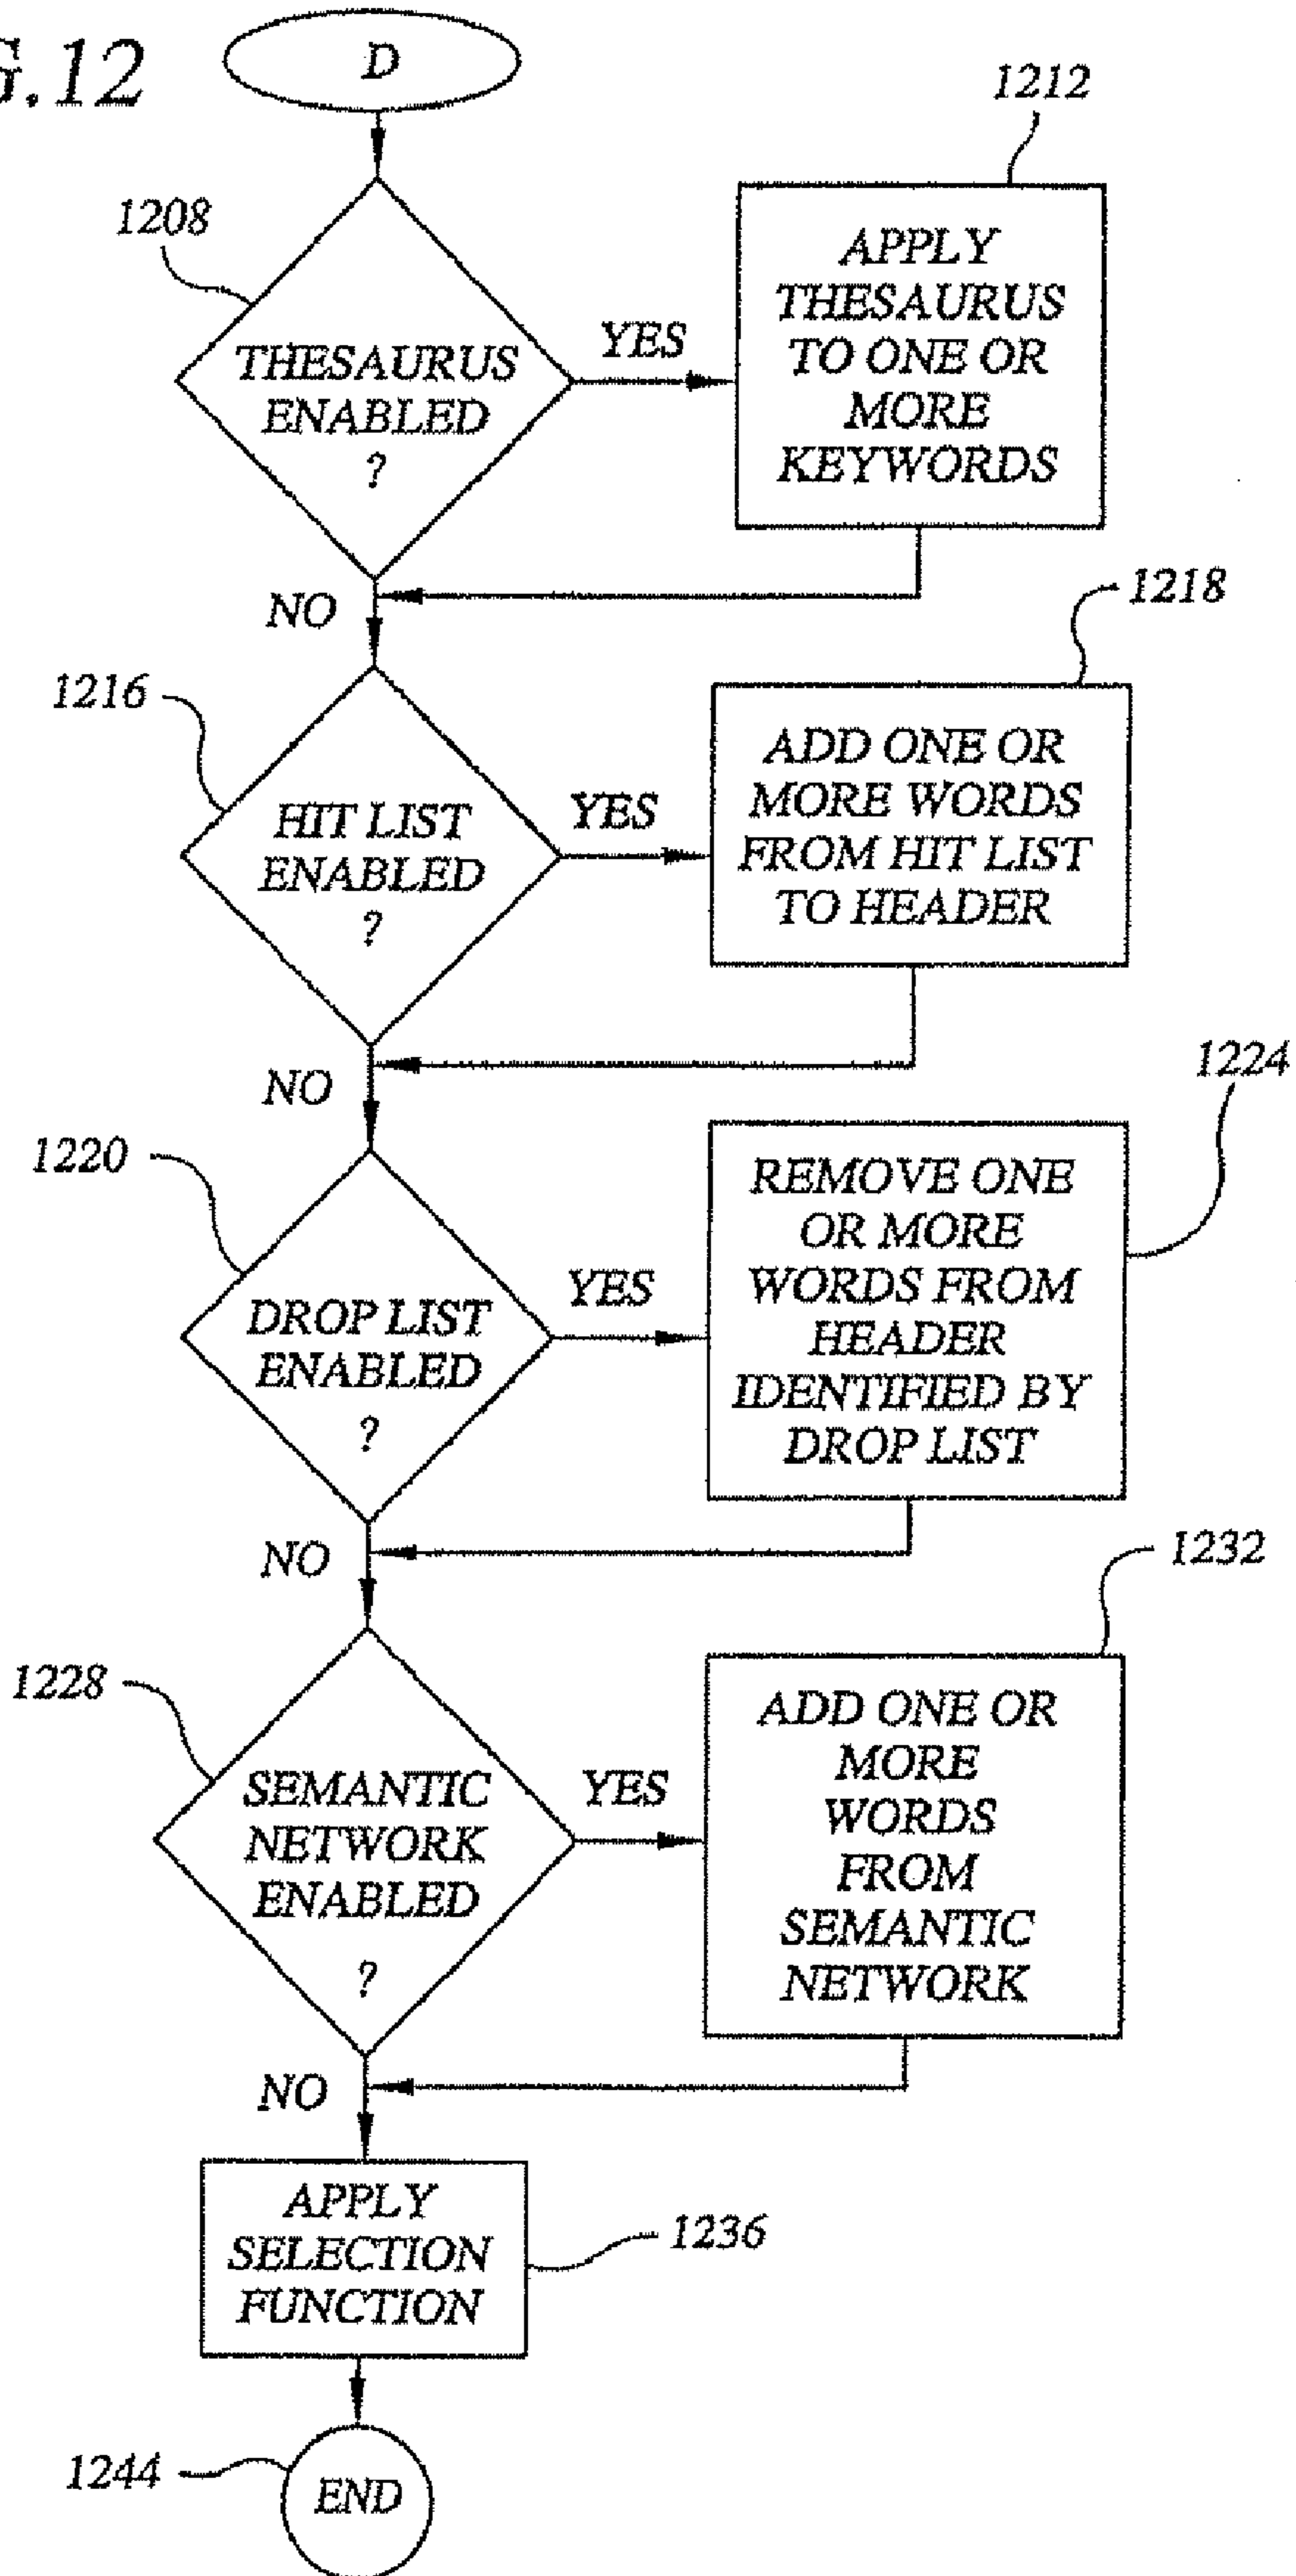 G.12
D
1208
THESAURUS
ENABLED
?
YES
1212
APPLY
THESAURUS
TO ONE OR
MORE
KEYWORDS
NO
1216
HIT LIST
ENABLED
?
YES
1218
ADD ONE OR
MORE WORDS
FROM HIT LIST
TO HEADER
NO
1220
DROP LIST
ENABLED
?
YES
1224
REMOVE ONE
OR MORE
WORDS FROM
HEADER
IDENTIFIED BY
DROP LIST
NO
1228
SEMANTIC
NETWORK
ENABLED
?
YES
1232
ADD ONE OR
MORE
WORDS
FROM
SEMANTIC
NETWORK
NO
APPLY
SELECTION
FUNCTION
1236
1244
END